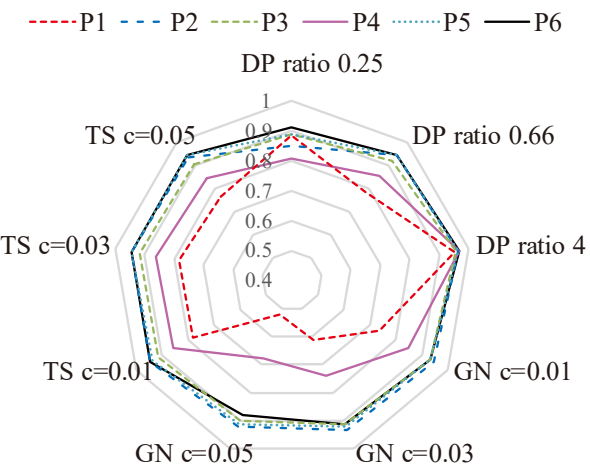 P1 P2 P3 P4 P5 P6
DP ratio 0.25
1
TS c=0.05
0.9
DP ratio 0.66
0.8
0.7
TS c=0.03
0.6
DP ratio 4
0.5
0.4
TS c=0.01
GN c=0.01
GN c=0.05
GN c=0.03